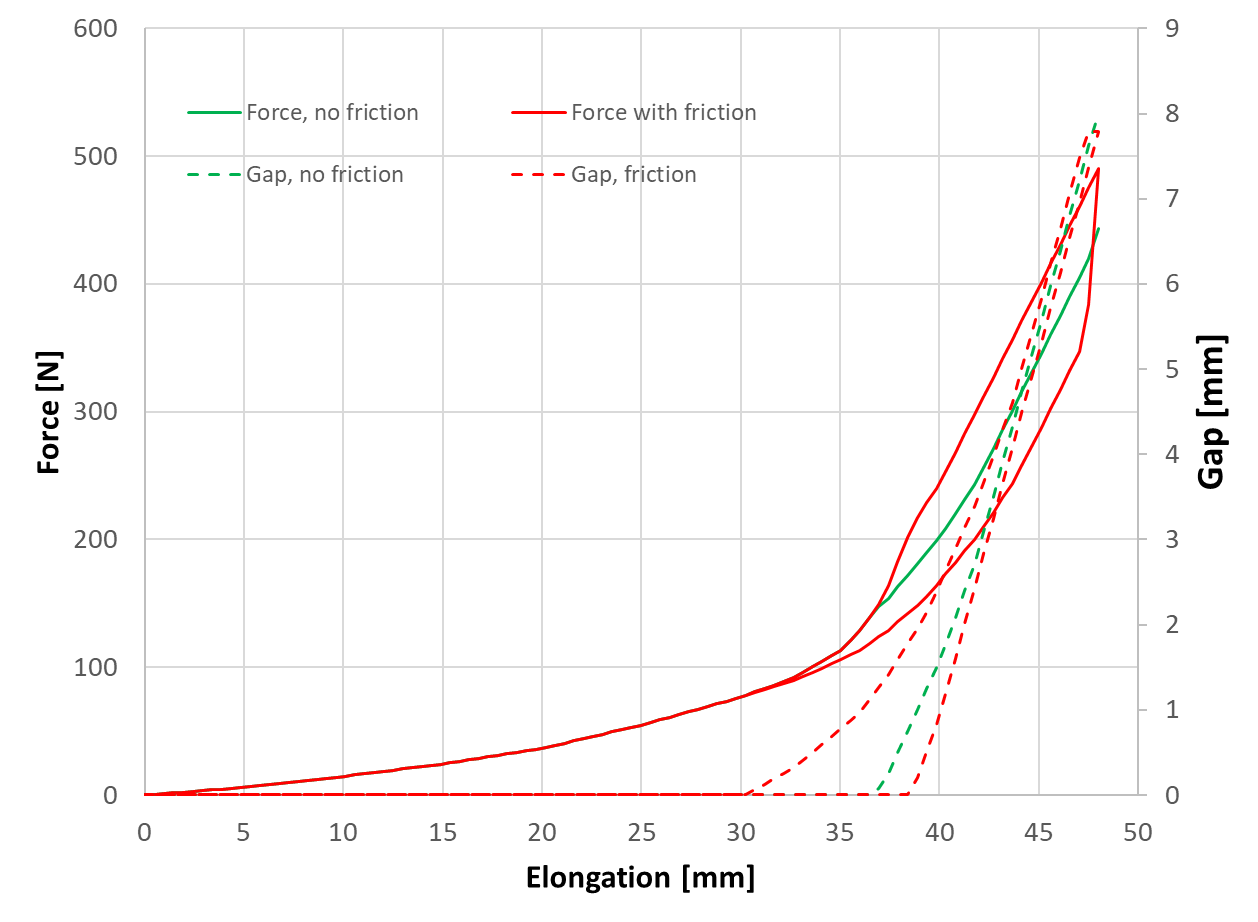 600
500
400
300
200
100
0
Force [N]
9
8
7
6
5
4
3
2
1
0
Gap [mm]
Force, no friction
Force with friction
Gap, no friction
Gap, friction
0 5 10 15 20 25 30 35 40 45 50
Elongation [mm]